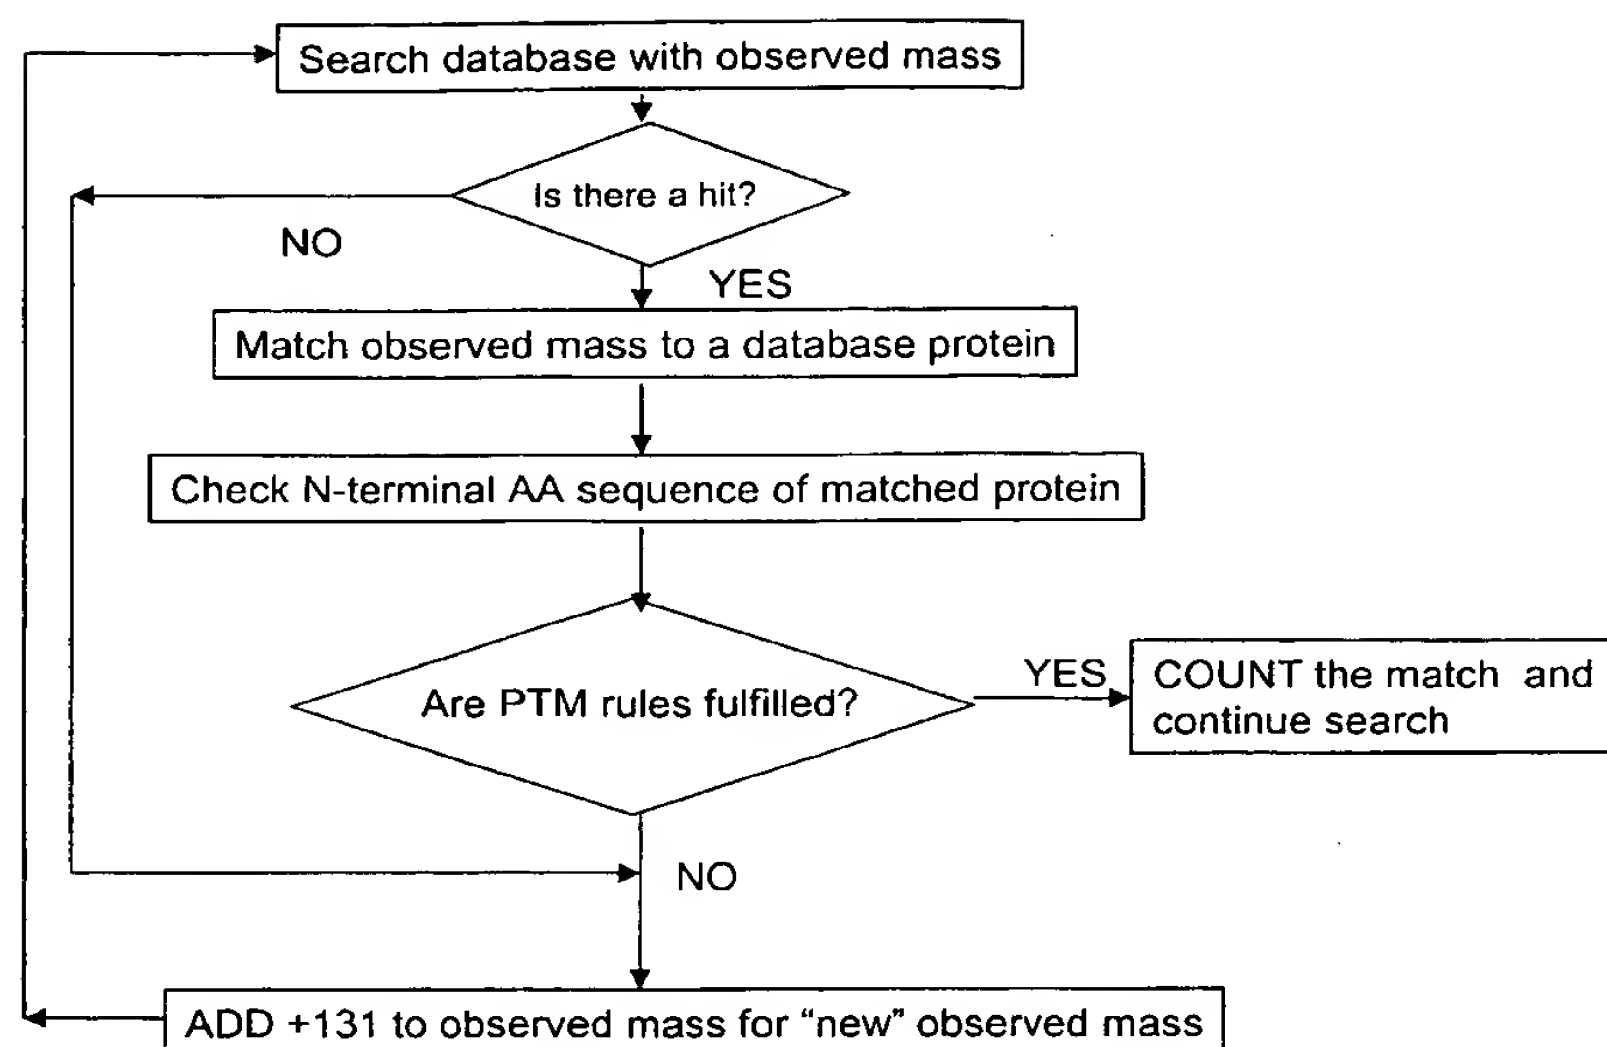 Search database with observed mass
Is there a hit?
NO
YES
Match observed mass to a database protein
Check N-terminal AA sequence of matched protein
Are PTM rules fulfilled?
YES
COUNT the match and
continue search
NO
ADD +131 to observed mass for “new” observed mass